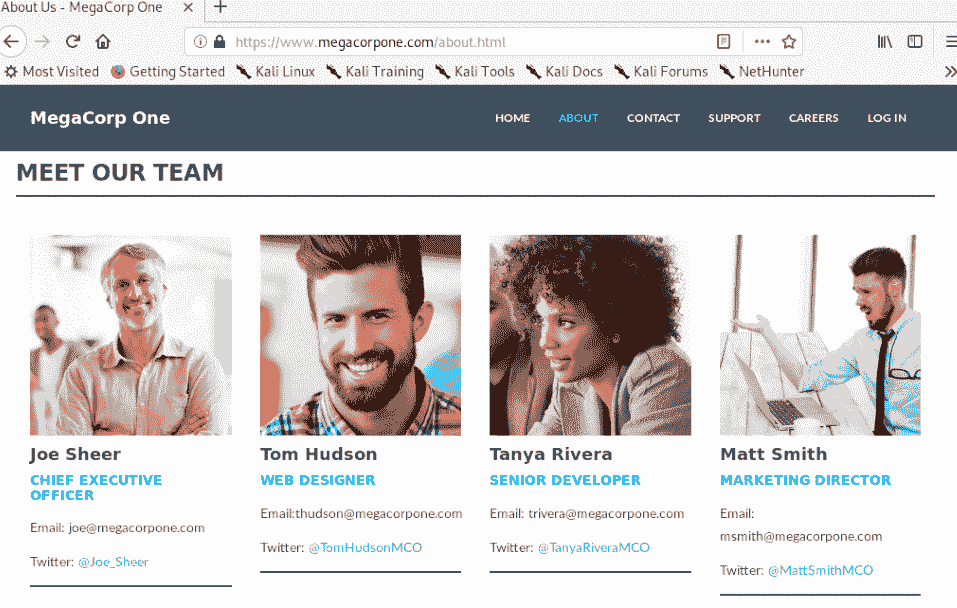 About Us - MegaCorp One
https://www.megacorpone.com/about.html
Most Visited Getting Started Kali Linux Kali Training Kali Tools Kali Docs Kali Forums NetHunter
MegaCorp One HOME ABOUT CONTACT SUPPORT CAREERS LOG IN
MEET OUR TEAM
Joe Sheer
CHIEF EXECUTIVE
OFFICER
Email: joe@megacorpone.com
Twitter: @Joe_Sheer
Tom Hudson
WEB DESIGNER
Email:thudson@megacorpone.com
Twitter: @TomHudsonMCO
Tanya Rivera
SENIOR DEVELOPER
Email: trivera@megacorpone.com
Twitter: @TanyaRiveraMCO
Matt Smith
MARKETING DIRECTOR
Email:
msmith@megacorpone.com
Twitter: @MattSmithMCO